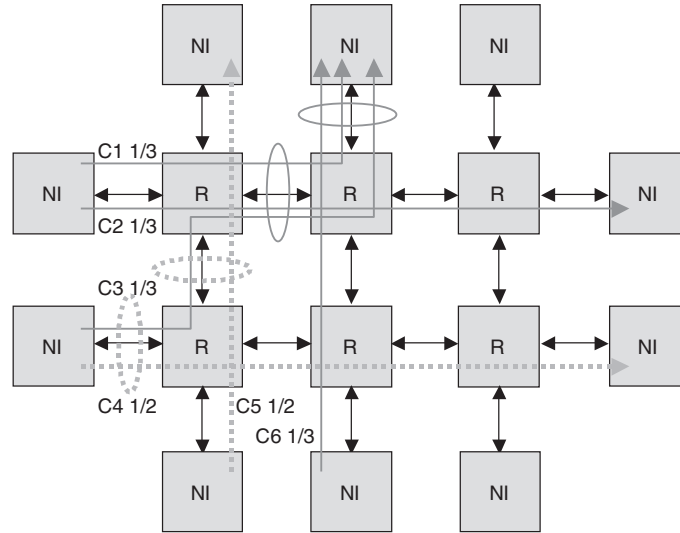 NI NI NI
C1 1/3
NI R R R NI
C2 1/3
C3 1/3
NI R R R NI
C4 1/2 C5 1/2
C6 1/3
NI NI NI